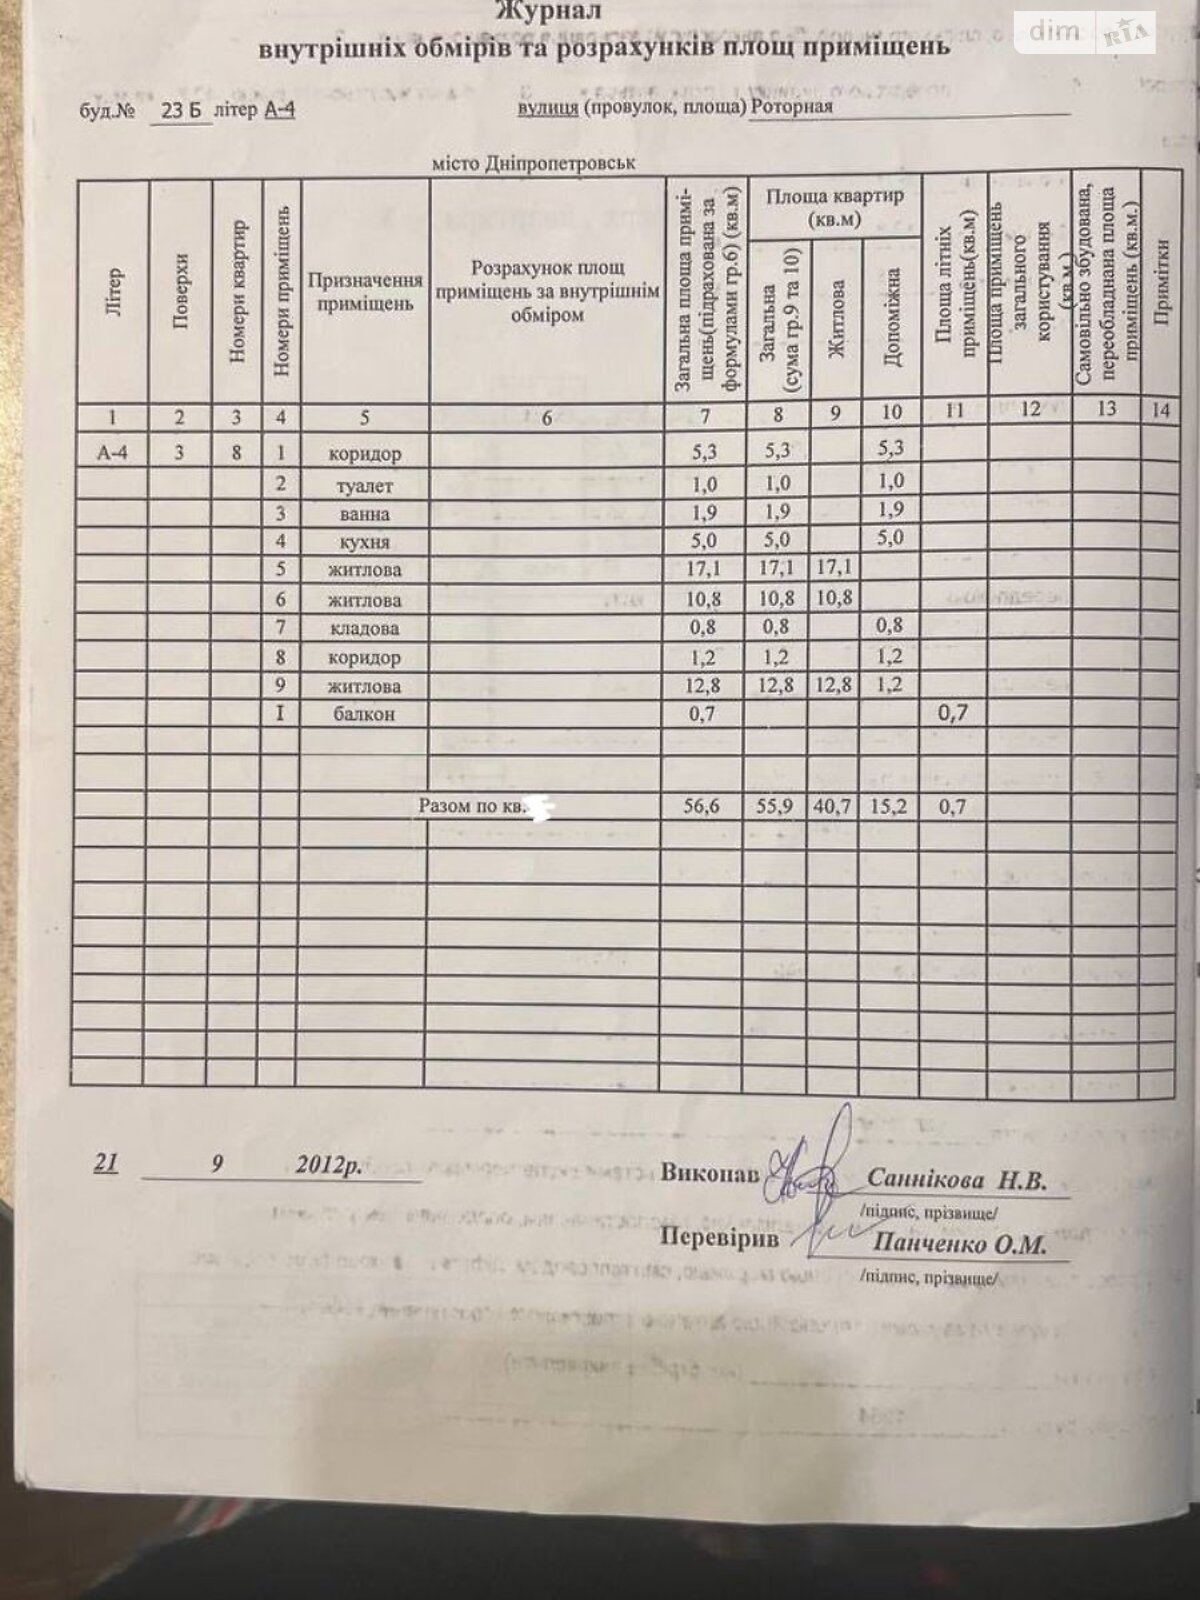 Журнал
внутрішніх обмірів та розрахунків площ приміщень
dim RIA
буд.№ 23 Б літер А-4 вулиця (провулок, площа) Роторная
місто Дніпропетровськ
Літер
Поверхи
Номери квартир
Номери приміщень
Призначення
приміщень
Розрахунок площ
приміщень за внутрішнім
обміром
Загальна площа примі-
щень(підрахована за
формулами гр.6) (кв.м)
Площа квартир
(кв.м)
Загальна
(сума гр.9 та 10)
Житлова
Допоміжна
Площа літніх
приміщень(кв.м)
Площа приміщень
загального
користування
(кв.м)
Самовільно збудована,
переобладнана площа
приміщень (кв.м.)
Примітки
1 2 3 4 5 6 7 8 9 10 11 12 13 14
А-4 3 8 1 коридор 5,3 5,3 5,3
2 туалет 1,0 1,0 1,0
3 ванна 1,9 1,9 1,9
4 кухня 5,0 5,0 5,0
5 житлова 17,1 17,1 17,1
6 житлова 10,8 10,8 10,8
7 кладова 0,8 0,8 0,8
8 коридор 1,2 1,2 1,2
9 житлова 12,8 12,8 12,8 1,2
I балкон 0,7 0,7
Разом по кв. 56,6 55,9 40,7 15,2 0,7
21 9 2012р.
Виконав Саннікова Н.В.
/підпис, прізвище/
Перевірив Панченко О.М.
/підпис, прізвище/